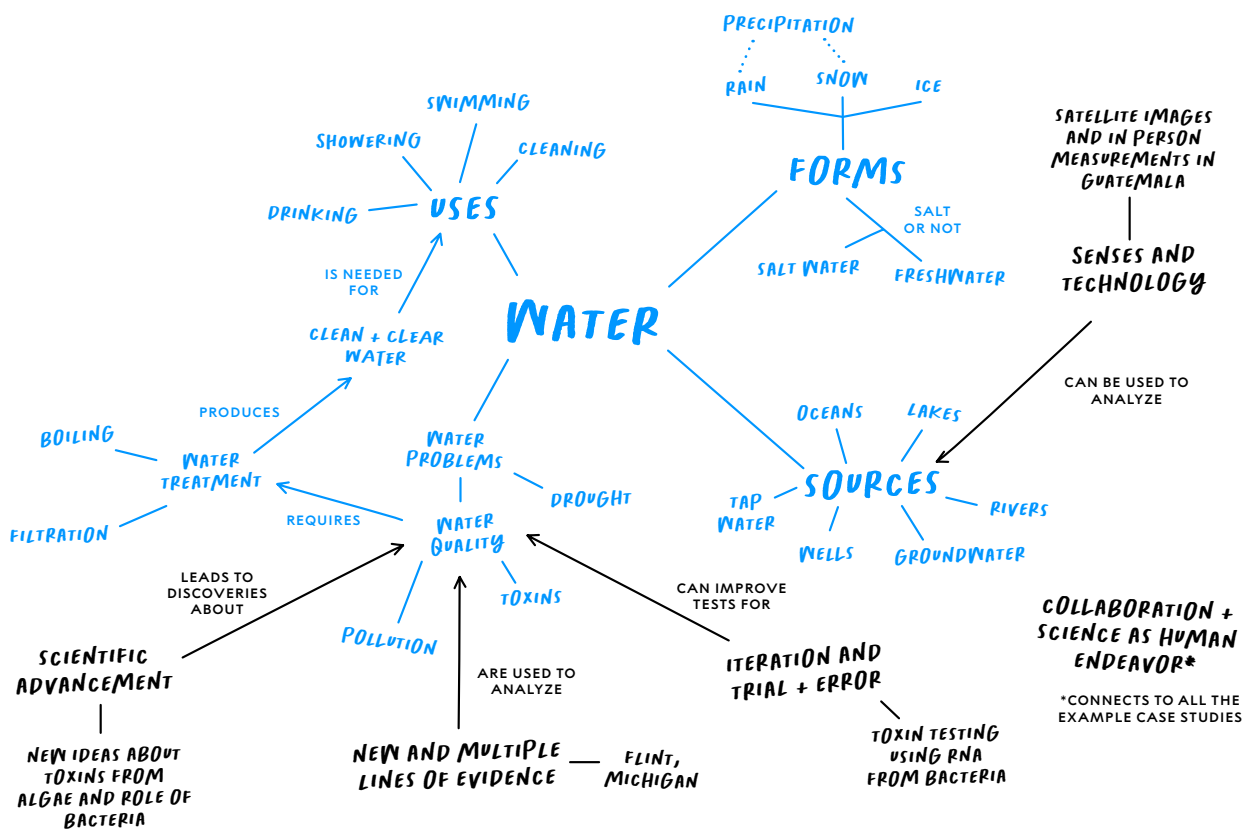 PRECIPITATION
RAIN
SNOW
ICE
FORMS
SALT
OR NOT
SALT WATER
FRESHWATER
SWIMMING
SHOWERING
CLEANING
DRINKING
USES
IS NEEDED
FOR
CLEAN + CLEAR
WATER
WATER
SATELLITE IMAGES
AND IN PERSON
MEASUREMENTS IN
GUATEMALA
SENSES AND
TECHNOLOGY
CAN BE USED TO
ANALYZE
PRODUCES
BOILING
WATER
TREATMENT
FILTRATION
REQUIRES
WATER
PROBLEMS
DROUGHT
WATER
QUALITY
TOXINS
POLLUTION
OCEANS
LAKES
SOURCES
TAP
WATER
WELLS
GROUNDWATER
RIVERS
LEADS TO
DISCOVERIES
ABOUT
SCIENTIFIC
ADVANCEMENT
NEW IDEAS ABOUT
TOXINS FROM
ALGAE AND ROLE OF
BACTERIA
ARE USED TO
ANALYZE
NEW AND MULTIPLE
LINES OF EVIDENCE
FLINT,
MICHIGAN
CAN IMPROVE
TESTS FOR
ITERATION AND
TRIAL + ERROR
TOXIN TESTING
USING RNA
FROM BACTERIA
COLLABORATION +
SCIENCE AS HUMAN
ENDEAVOR*
*CONNECTS TO ALL THE
EXAMPLE CASE STUDIES